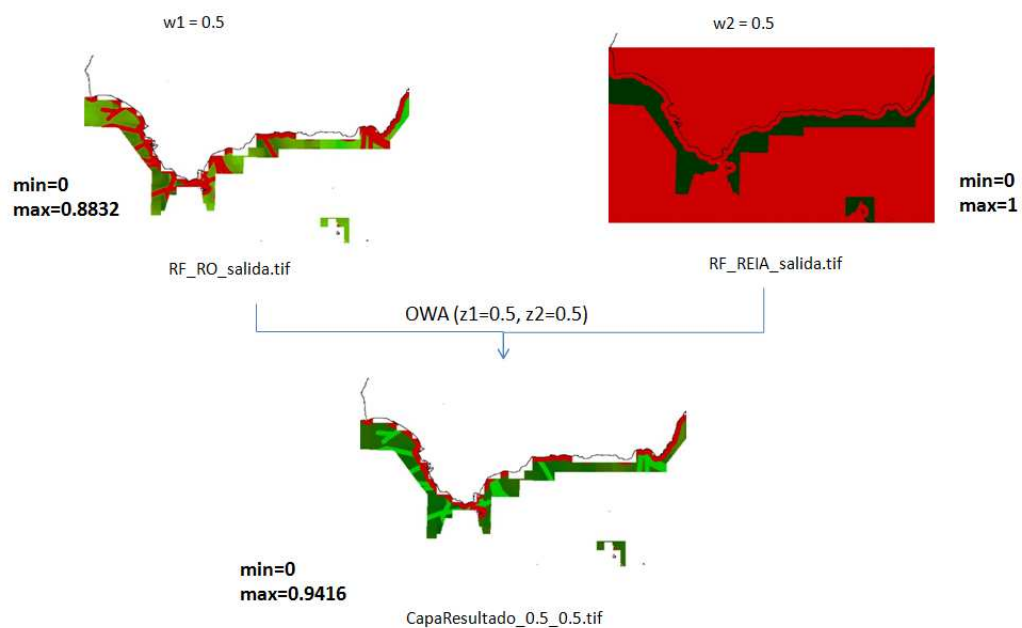 w1 = 0.5
w2 = 0.5
min=0
max=0.8832
min=0
max=1
RF_RO_salida.tif
RF_REIA_salida.tif
OWA (z1=0.5, z2=0.5)
min=0
max=0.9416
CapaResultado_0.5_0.5.tif